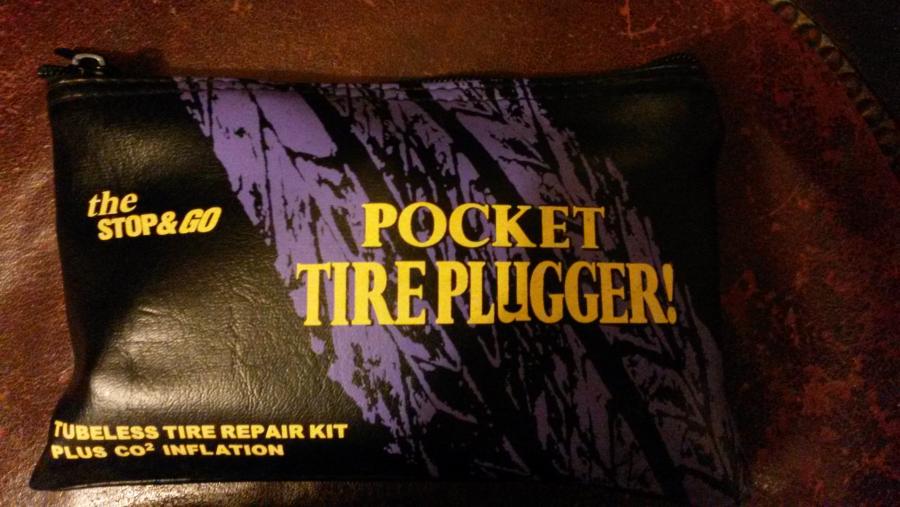 the
STOP & GO
POCKET
TIRE PLUGGER!
TUBELESS TIRE REPAIR KIT
PLUS CO² INFLATION